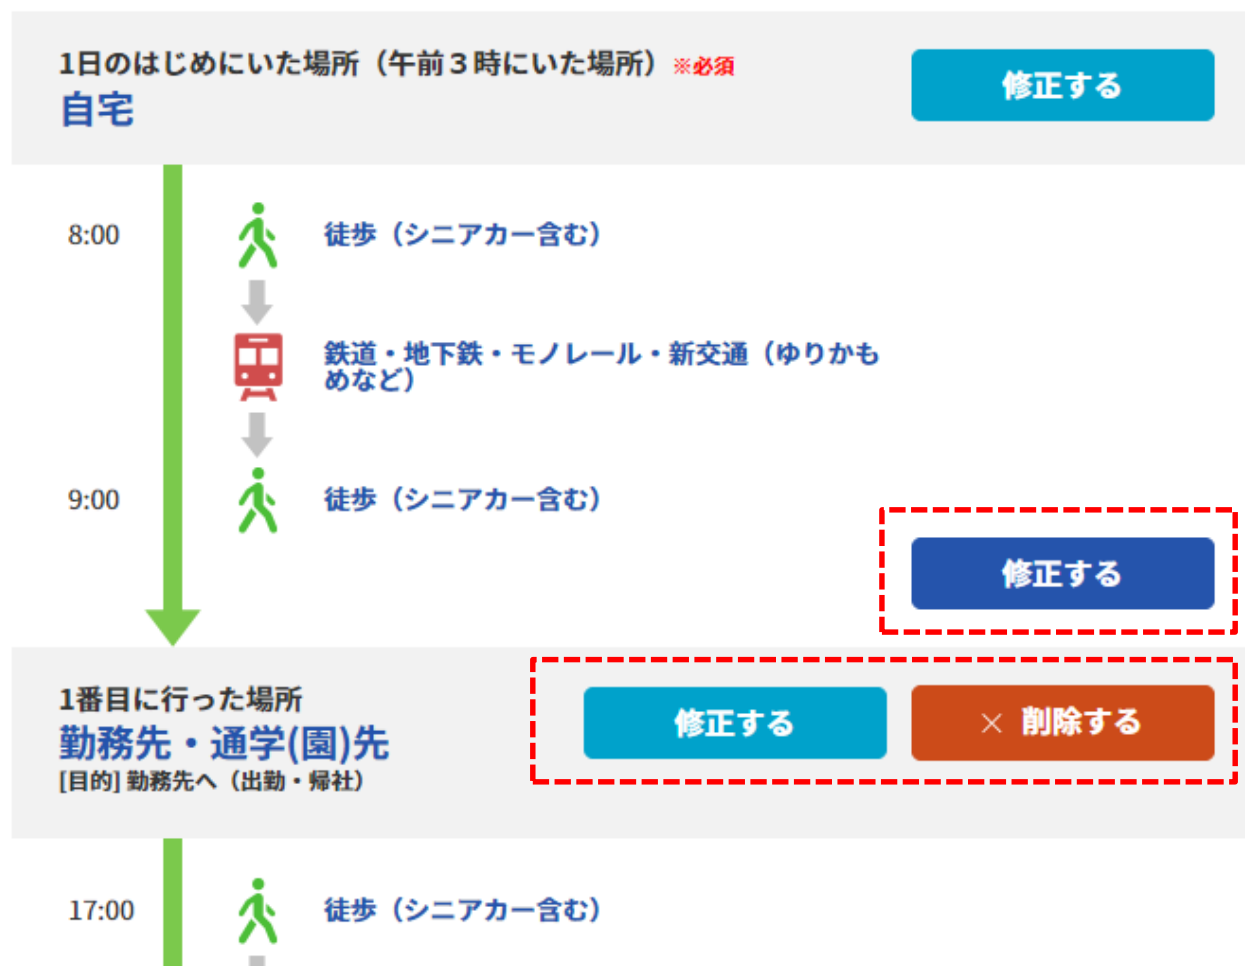 1日のはじめにいた場所（午前３時にいた場所）※必須
自宅
修正する
8:00
徒歩（シニアカー含む）
鉄道・地下鉄・モノレール・新交通（ゆりかも
めなど）
9:00
徒歩（シニアカー含む）
修正する
1番目に行った場所
勤務先・通学(園)先
[目的] 勤務先へ（出勤・帰社）
修正する
× 削除する
17:00
徒歩（シニアカー含む）